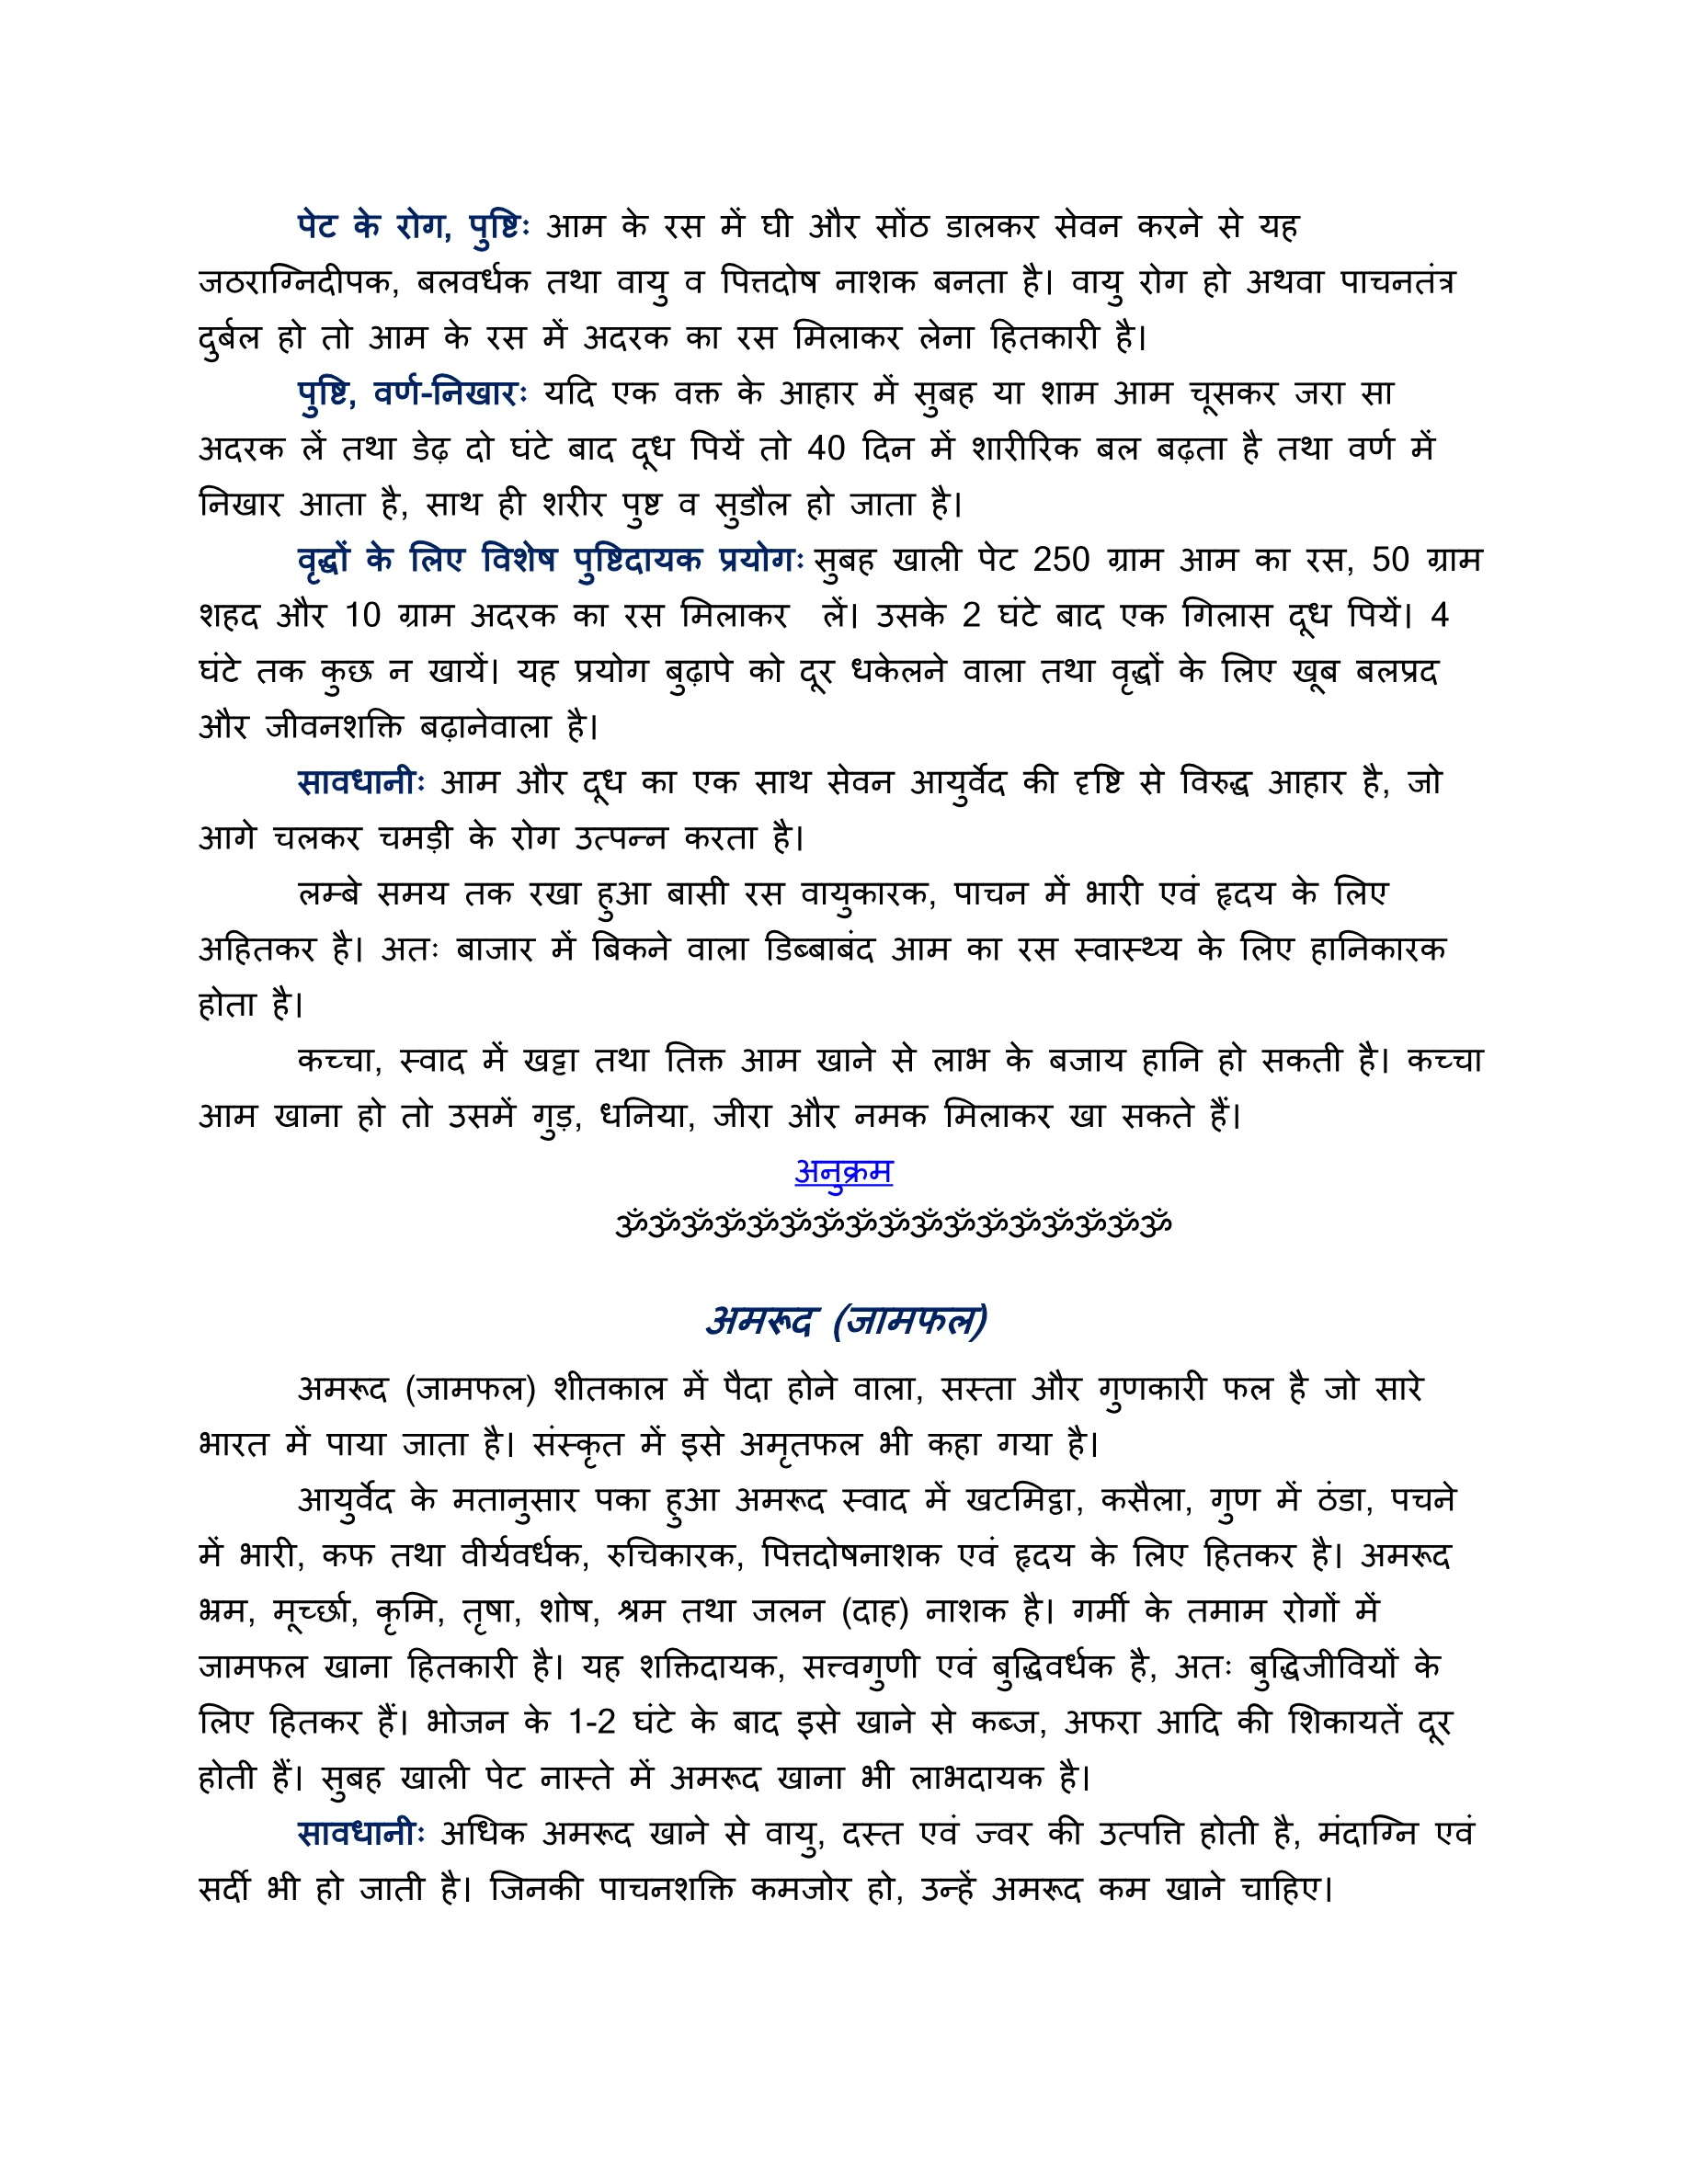 पेट के रोग, पुष्टिः आम के रस में घी और सोंठ डालकर सेवन करने से यह
जठराग्निदीपक, बलवर्धक तथा वायु व पित्तदोष नाशक बनता है। वायु रोग हो अथवा पाचनतंत्र
दुर्बल हो तो आम के रस में अदरक का रस मिलाकर लेना हितकारी है।
पुष्टि, वर्ण-निखारः यदि एक वक्त के आहार में सुबह या शाम आम चूसकर जरा सा
अदरक लें तथा डेढ़ दो घंटे बाद दूध पियें तो 40 दिन में शारीरिक बल बढ़ता है तथा वर्ण में
निखार आता है, साथ ही शरीर पुष्ट व सुडौल हो जाता है।
वृद्धों के लिए विशेष पुष्टिदायक प्रयोगः सुबह खाली पेट 250 ग्राम आम का रस, 50 ग्राम
शहद और 10 ग्राम अदरक का रस मिलाकर लें। उसके 2 घंटे बाद एक गिलास दूध पियें। 4
घंटे तक कुछ न खायें। यह प्रयोग बुढ़ापे को दूर धकेलने वाला तथा वृद्धों के लिए खूब बलप्रद
और जीवनशक्ति बढ़ानेवाला है।
सावधानीः आम और दूध का एक साथ सेवन आयुर्वेद की दृष्टि से विरुद्ध आहार है, जो
आगे चलकर चमड़ी के रोग उत्पन्न करता है।
लम्बे समय तक रखा हुआ बासी रस वायुकारक, पाचन में भारी एवं हृदय के लिए
अहितकर है। अतः बाजार में बिकने वाला डिब्बाबंद आम का रस स्वास्थ्य के लिए हानिकारक
होता है।
कच्चा, स्वाद में खट्टा तथा तिक्त आम खाने से लाभ के बजाय हानि हो सकती है। कच्चा
आम खाना हो तो उसमें गुड़, धनिया, जीरा और नमक मिलाकर खा सकते हैं।
अनुक्रम
ॐॐॐॐॐॐॐॐॐॐॐॐॐॐॐॐॐ
अमरूद (जामफल)
अमरूद (जामफल) शीतकाल में पैदा होने वाला, सस्ता और गुणकारी फल है जो सारे
भारत में पाया जाता है। संस्कृत में इसे अमृतफल भी कहा गया है।
आयुर्वेद के मतानुसार पका हुआ अमरूद स्वाद में खटमिट्ठा, कसैला, गुण में ठंडा, पचने
में भारी, कफ तथा वीर्यवर्धक, रुचिकारक, पित्तदोषनाशक एवं हृदय के लिए हितकर है। अमरूद
भ्रम, मूर्च्छा, कृमि, तृषा, शोष, श्रम तथा जलन (दाह) नाशक है। गर्मी के तमाम रोगों में
जामफल खाना हितकारी है। यह शक्तिदायक, सत्त्वगुणी एवं बुद्धिवर्धक है, अतः बुद्धिजीवियों के
लिए हितकर हैं। भोजन के 1-2 घंटे के बाद इसे खाने से कब्ज, अफरा आदि की शिकायतें दूर
होती हैं। सुबह खाली पेट नास्ते में अमरूद खाना भी लाभदायक है।
सावधानीः अधिक अमरूद खाने से वायु, दस्त एवं ज्वर की उत्पत्ति होती है, मंदाग्नि एवं
सर्दी भी हो जाती है। जिनकी पाचनशक्ति कमजोर हो, उन्हें अमरूद कम खाने चाहिए।